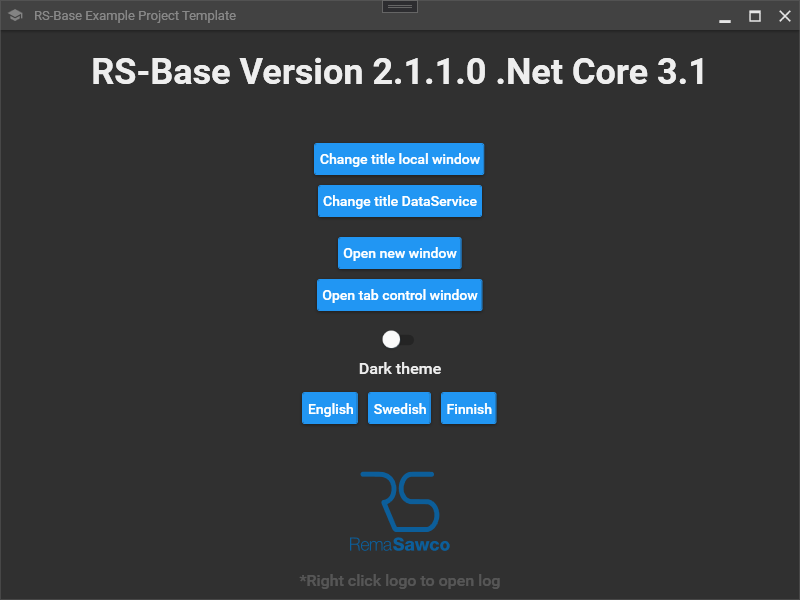 RS-Base Example Project Template
RS-Base Version 2.1.1.0 .Net Core 3.1
Change title local window
Change title DataService
Open new window
Open tab control window
Dark theme
English Swedish Finnish
RS
RemaSawco
*Right click logo to open log